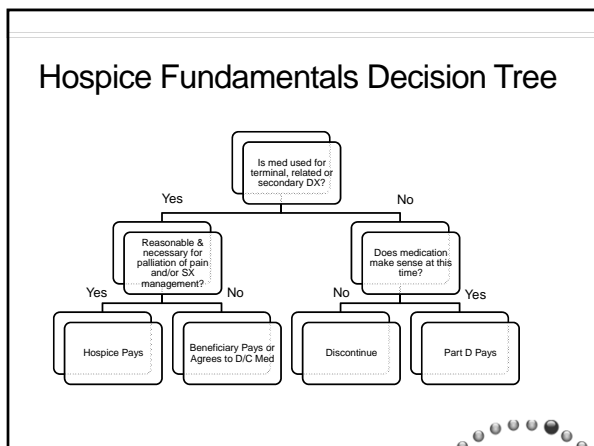 Hospice Fundamentals Decision Tree
Is med used for
terminal, related or
secondary DX?
Yes
No
Reasonable &
necessary for
palliation of pain
and/or SX
management?
Does medication
make sense at this
time?
Yes
No
No
Yes
Hospice Pays
Beneficiary Pays or
Agrees to D/C Med
Discontinue
Part D Pays